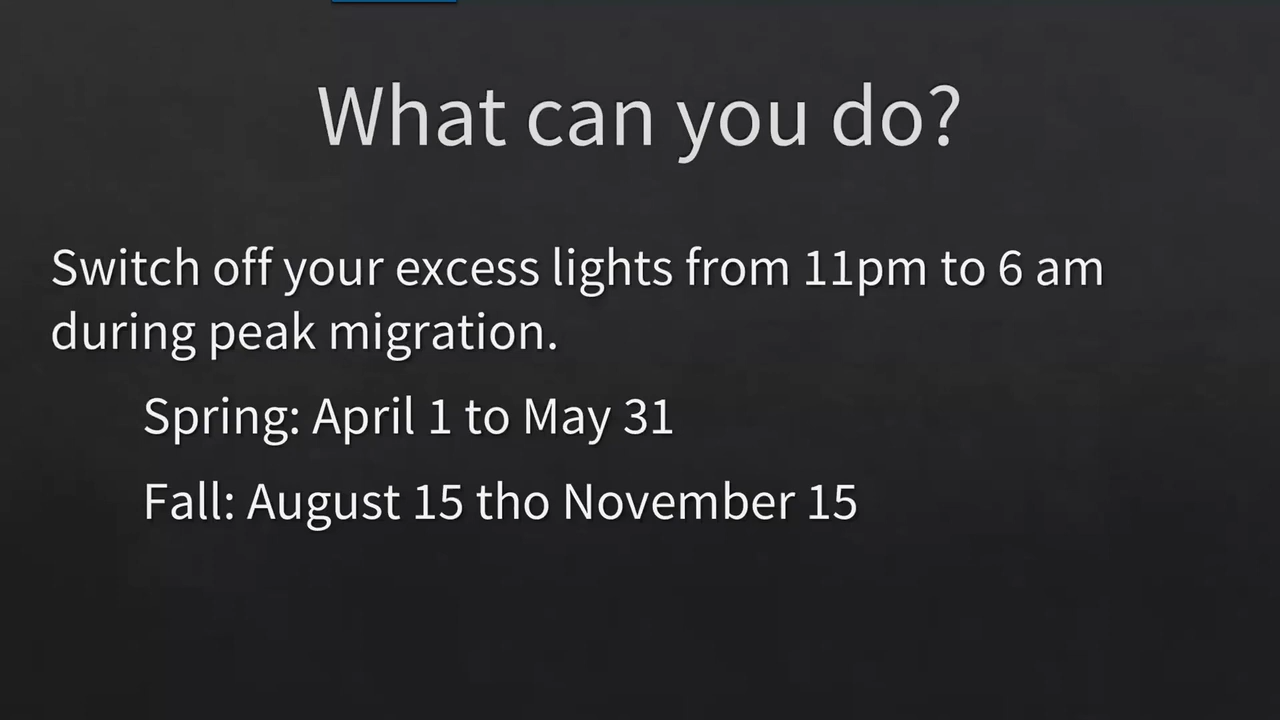 What can you do?
Switch off your excess lights from 11pm to 6 am
during peak migration.
Spring: April 1 to May 31
Fall: August 15 tho November 15